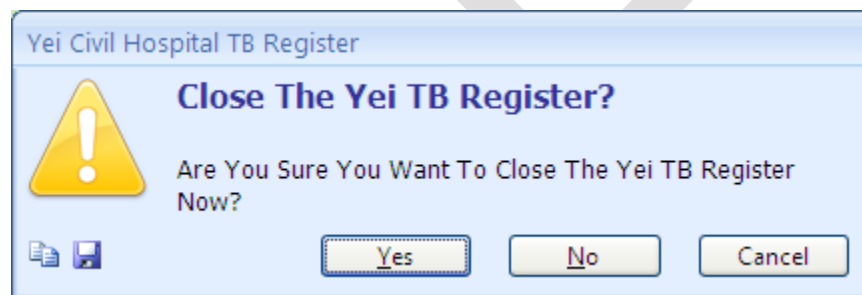 Yei Civil Hospital TB Register
Close The Yei TB Register?
Are You Sure You Want To Close The Yei TB Register
Now?
Yes No Cancel